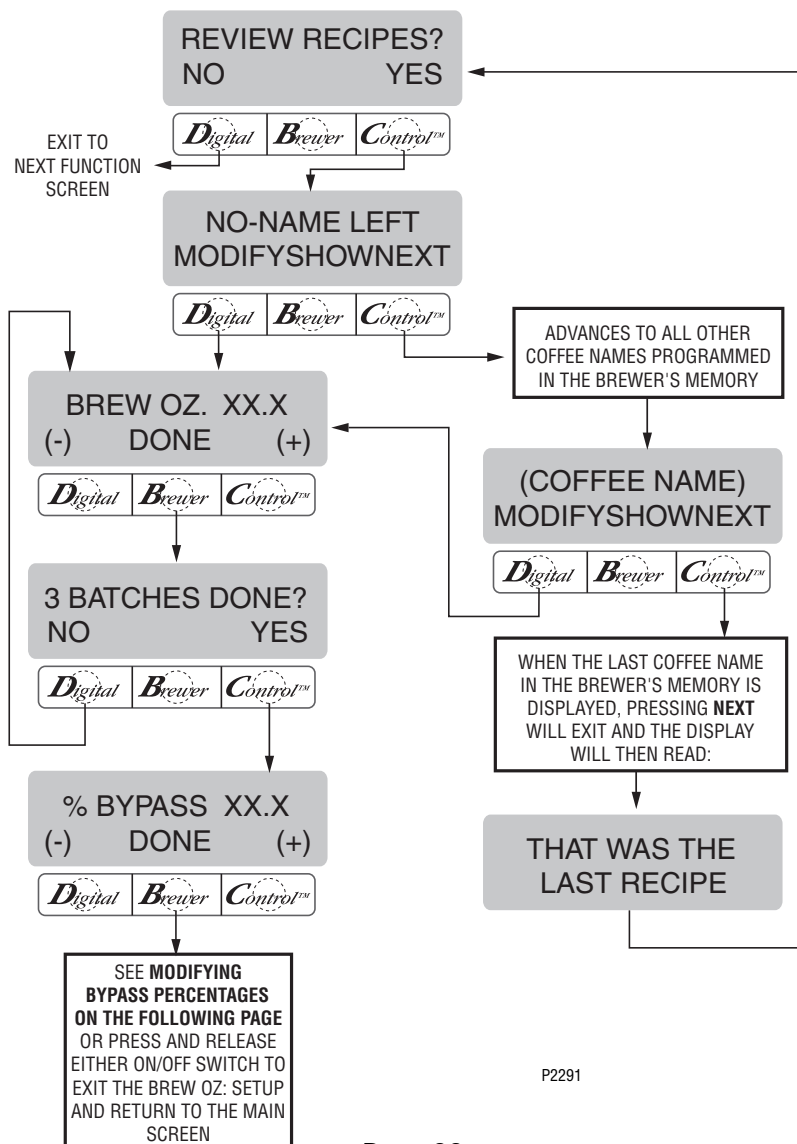 REVIEW RECIPES?
NO YES
Digital Brewer Control™
EXIT TO
NEXT FUNCTION
SCREEN
NO-NAME LEFT
MODIFYSHOWNEXT
Digital Brewer Control™
ADVANCES TO ALL OTHER
COFFEE NAMES PROGRAMMED
IN THE BREWER'S MEMORY
BREW OZ. XX.X
(-) DONE (+)
Digital Brewer Control™
(COFFEE NAME)
MODIFYSHOWNEXT
Digital Brewer Control™
3 BATCHES DONE?
NO YES
Digital Brewer Control™
WHEN THE LAST COFFEE NAME
IN THE BREWER'S MEMORY IS
DISPLAYED, PRESSING NEXT
WILL EXIT AND THE DISPLAY
WILL THEN READ:
% BYPASS XX.X
(-) DONE (+)
Digital Brewer Control™
THAT WAS THE
LAST RECIPE
SEE MODIFYING
BYPASS PERCENTAGES
ON THE FOLLOWING PAGE
OR PRESS AND RELEASE
EITHER ON/OFF SWITCH TO
EXIT THE BREW OZ: SETUP
AND RETURN TO THE MAIN
SCREEN
P2291